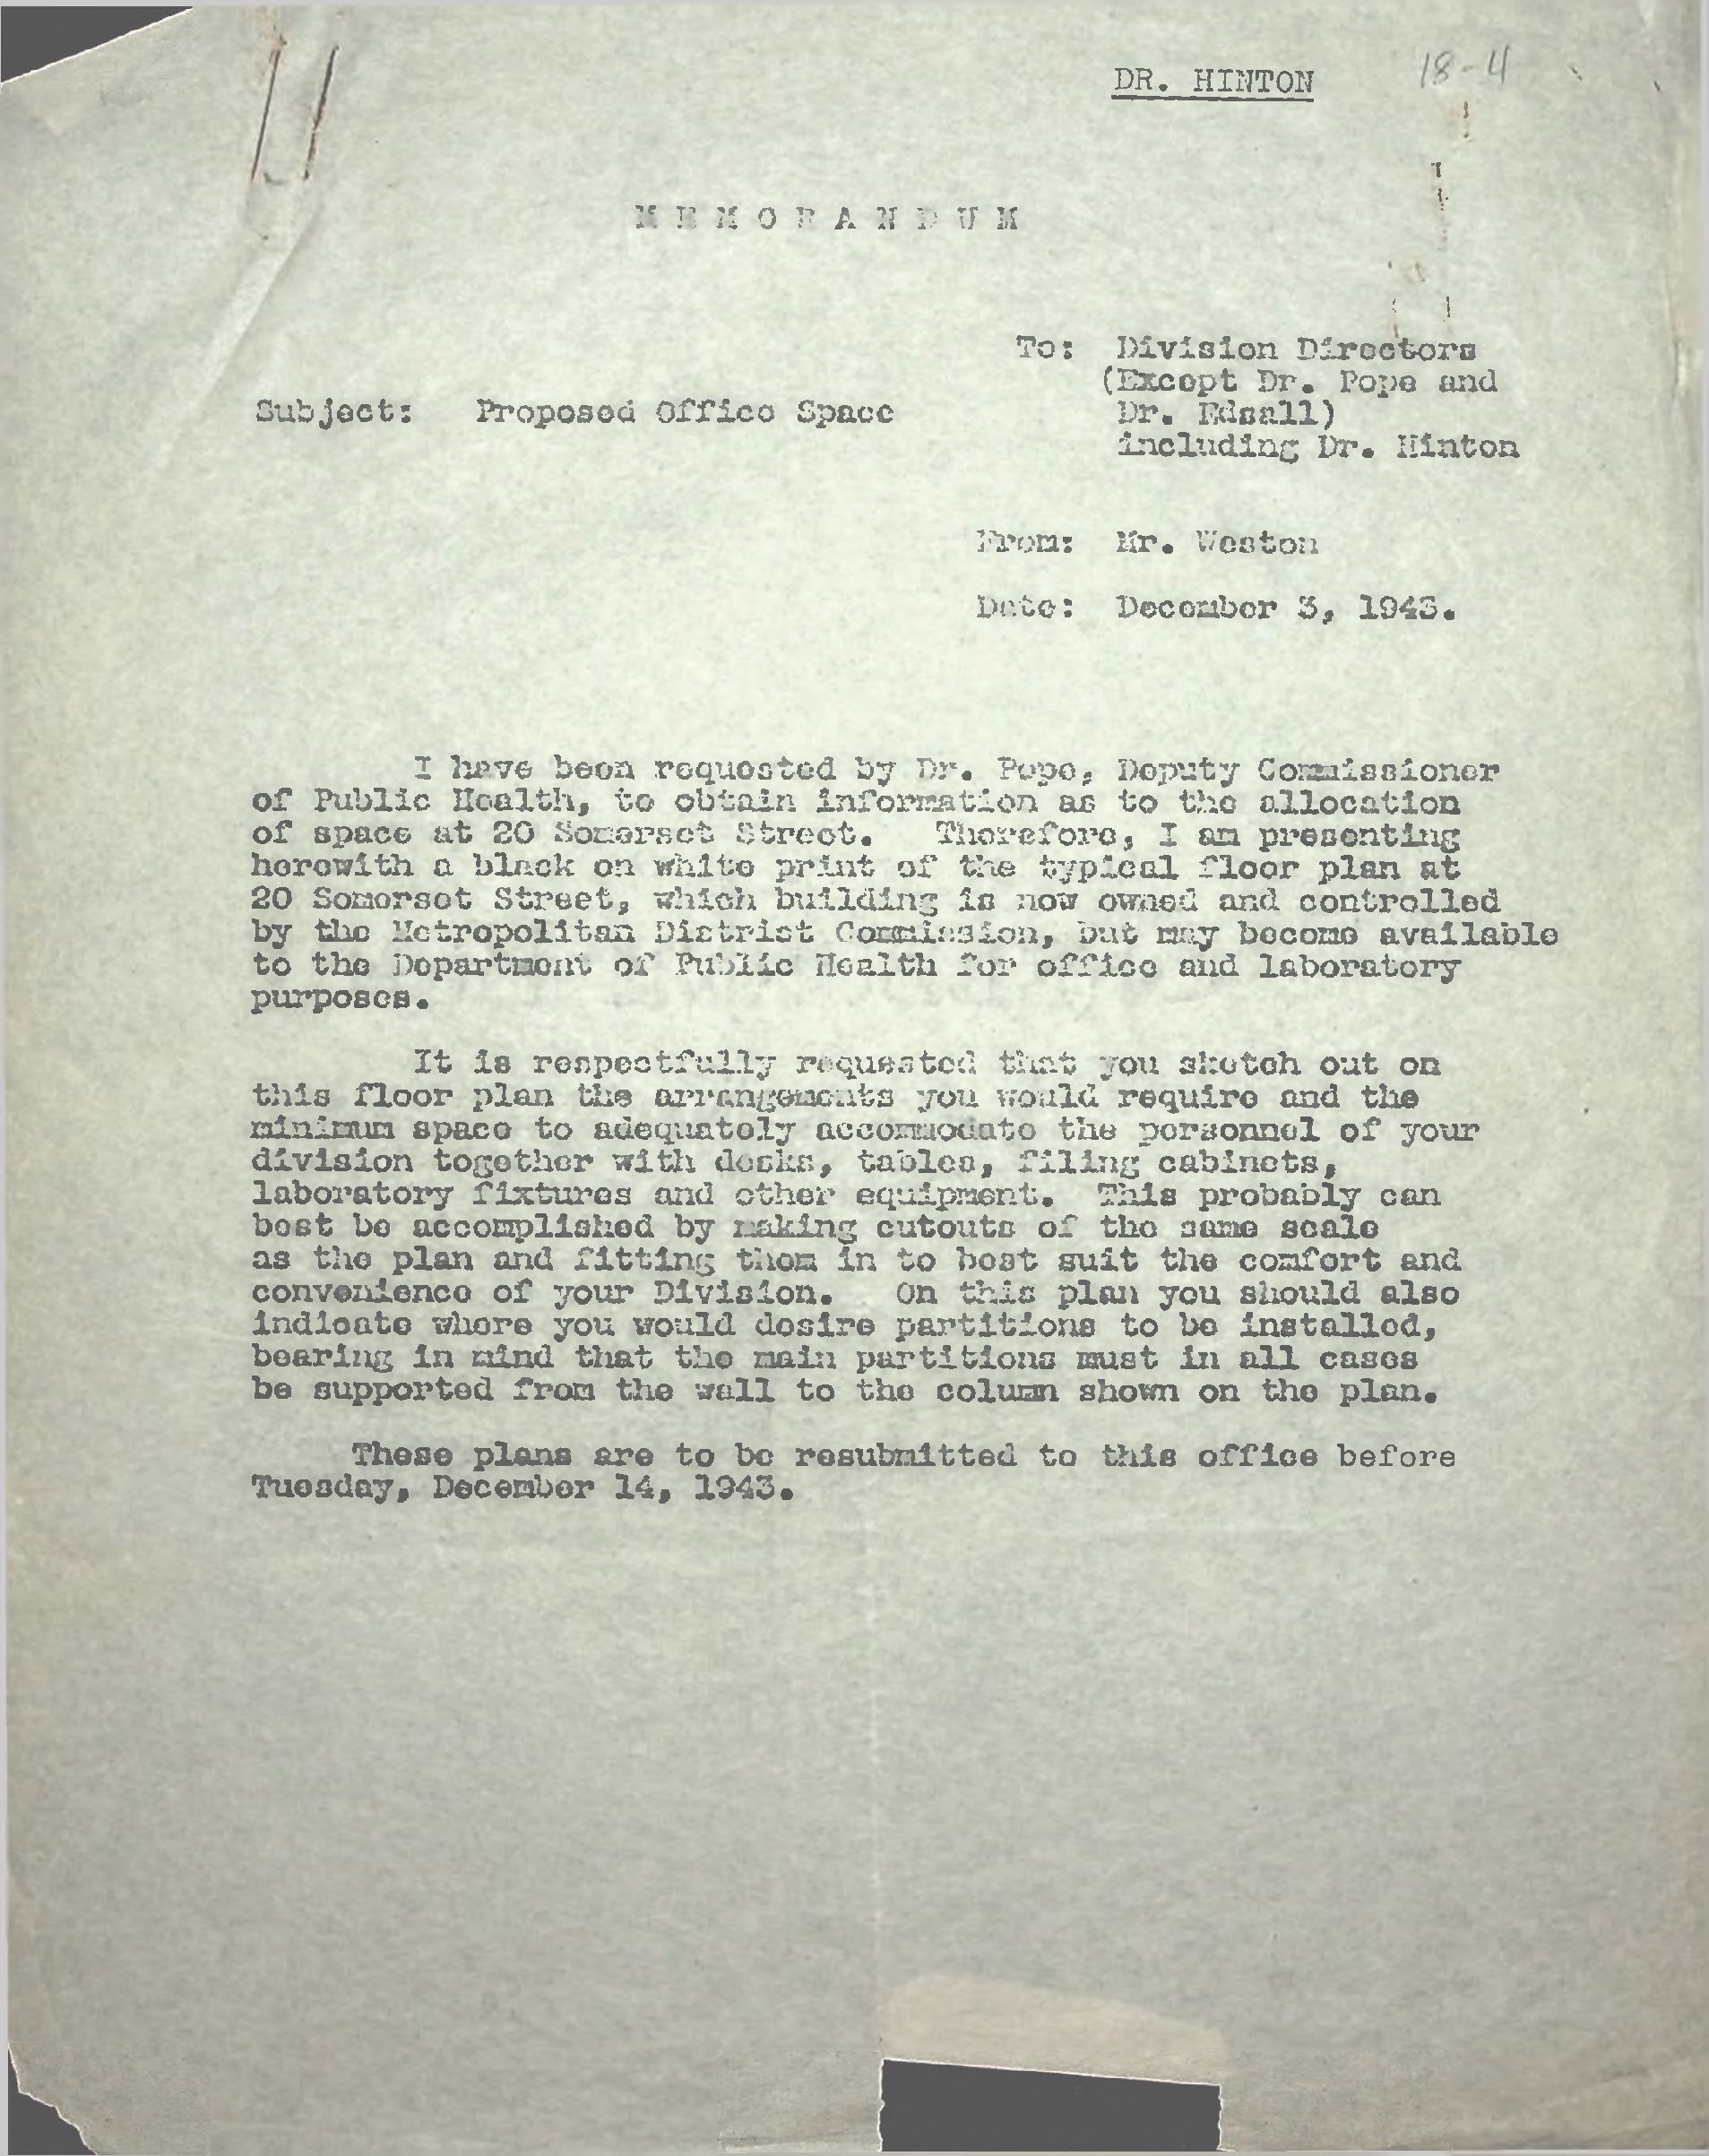 DR. HINTON
18-4
MEMORANDUM
To: Division Directors
(Except Dr. Pope and
Subject: Proposed Office Space
Dr. Edsall)
including Dr. Hinton
From: Mr. Weston
Date: December 3, 1943.
I have been requested by Dr. Pope, Deputy Commissioner
of Public Health, to obtain information as to the allocation
of space at 20 Somerset Street. Therefore, I am presenting
herewith a black on white print of the typical floor plan at
20 Somerset Street, which building is now owned and controlled
by the Metropolitan District Commission, but may become available
to the Department of Public Health for office and laboratory
purposes.
It is respectfully requested that you sketch out on
this floor plan the arrangements you would require and the
minimum space to adequately accommodate the personnel of your
division together with desks, tables, filing cabinets,
laboratory fixtures and other equipment. This probably can
best be accomplished by making cutouts of the same scale
as the plan and fitting them in to best suit the comfort and
convenience of your Division. On this plan you should also
indicate where you would desire partitions to be installed,
bearing in mind that the main partitions must in all cases
be supported from the wall to the column shown on the plan.
These plans are to be resubmitted to this office before
Tuesday, December 14, 1943.